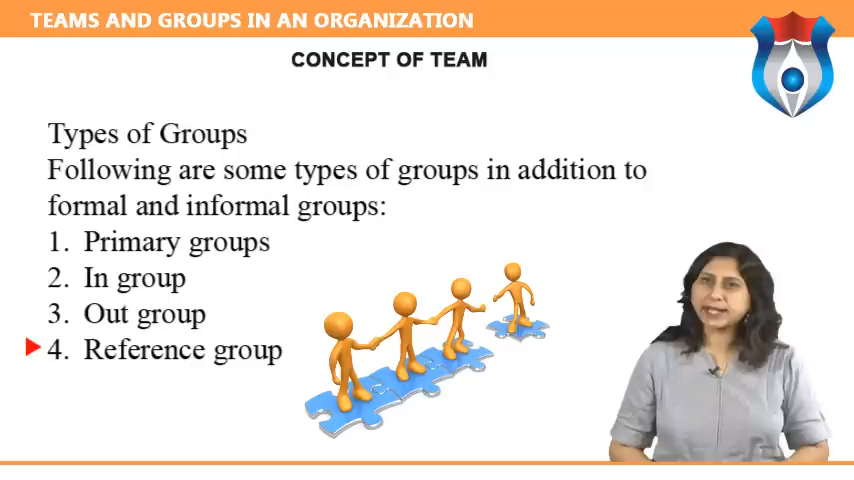 TEAMS AND GROUPS IN AN ORGANIZATION
CONCEPT OF TEAM
Types of Groups
Following are some types of groups in addition to
formal and informal groups:
1. Primary groups
2. In group
3. Out group
4. Reference group